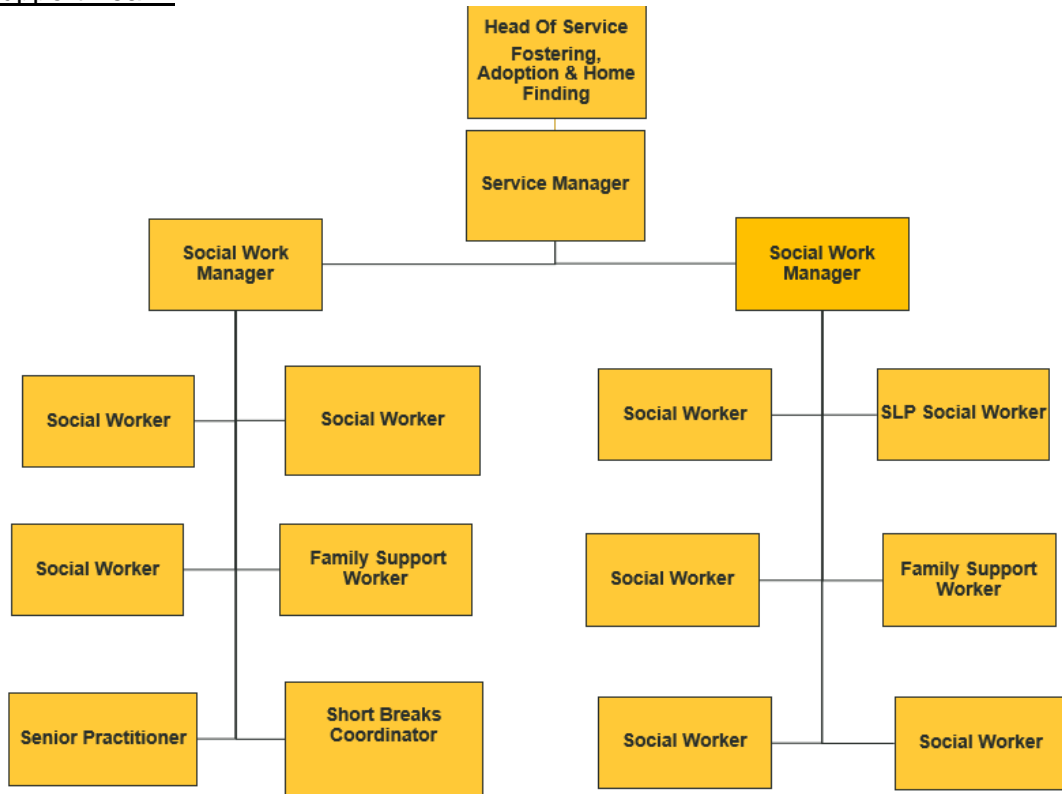 Head Of Service
Fostering,
Adoption & Home
Finding
Service Manager
Social Work
Manager
Social Work
Manager
Social Worker
Social Worker
Social Worker
SLP Social Worker
Social Worker
Family Support
Worker
Social Worker
Family Support
Worker
Senior Practitioner
Short Breaks
Coordinator
Social Worker
Social Worker